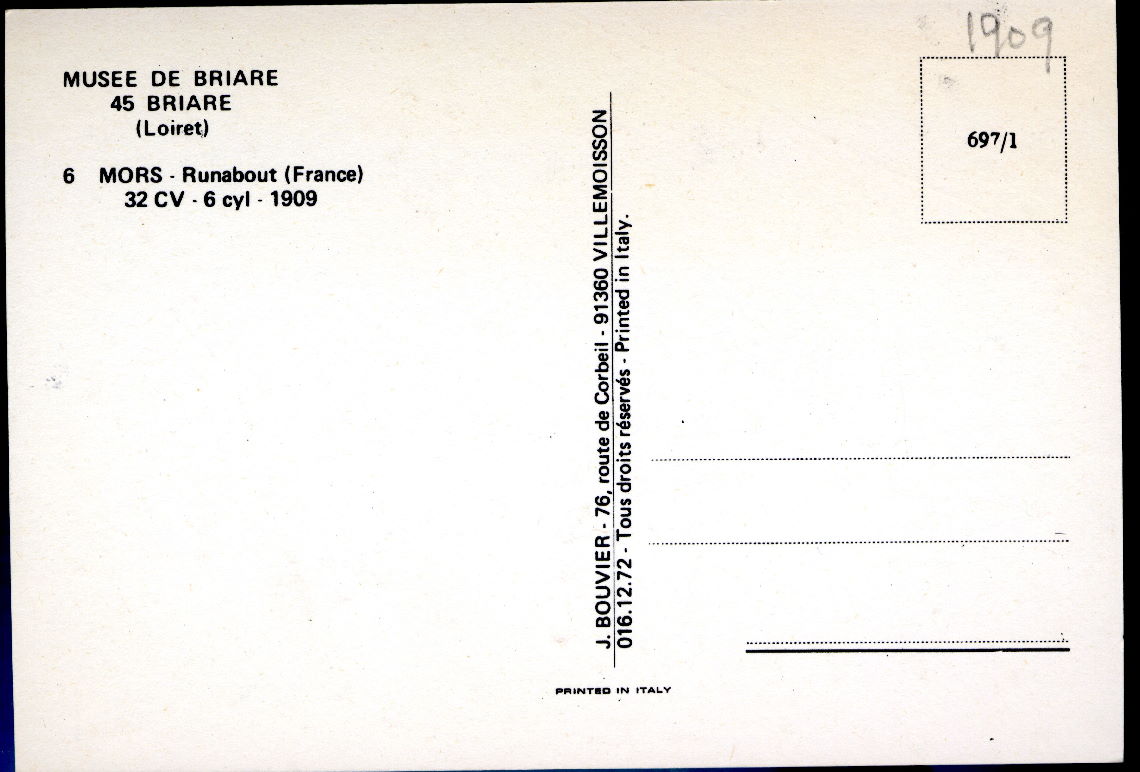 MUSEE DE BRIARE
45 BRIARE
(Loiret)
6 MORS - Runabout (France)
32 CV - 6 cyl - 1909
J. BOUVIER - 76, route de Corbeil - 91360 VILLEMOISSON
016.12.72 - Tous droits réservés - Printed in Italy.
PRINTED IN ITALY
1909
697/1